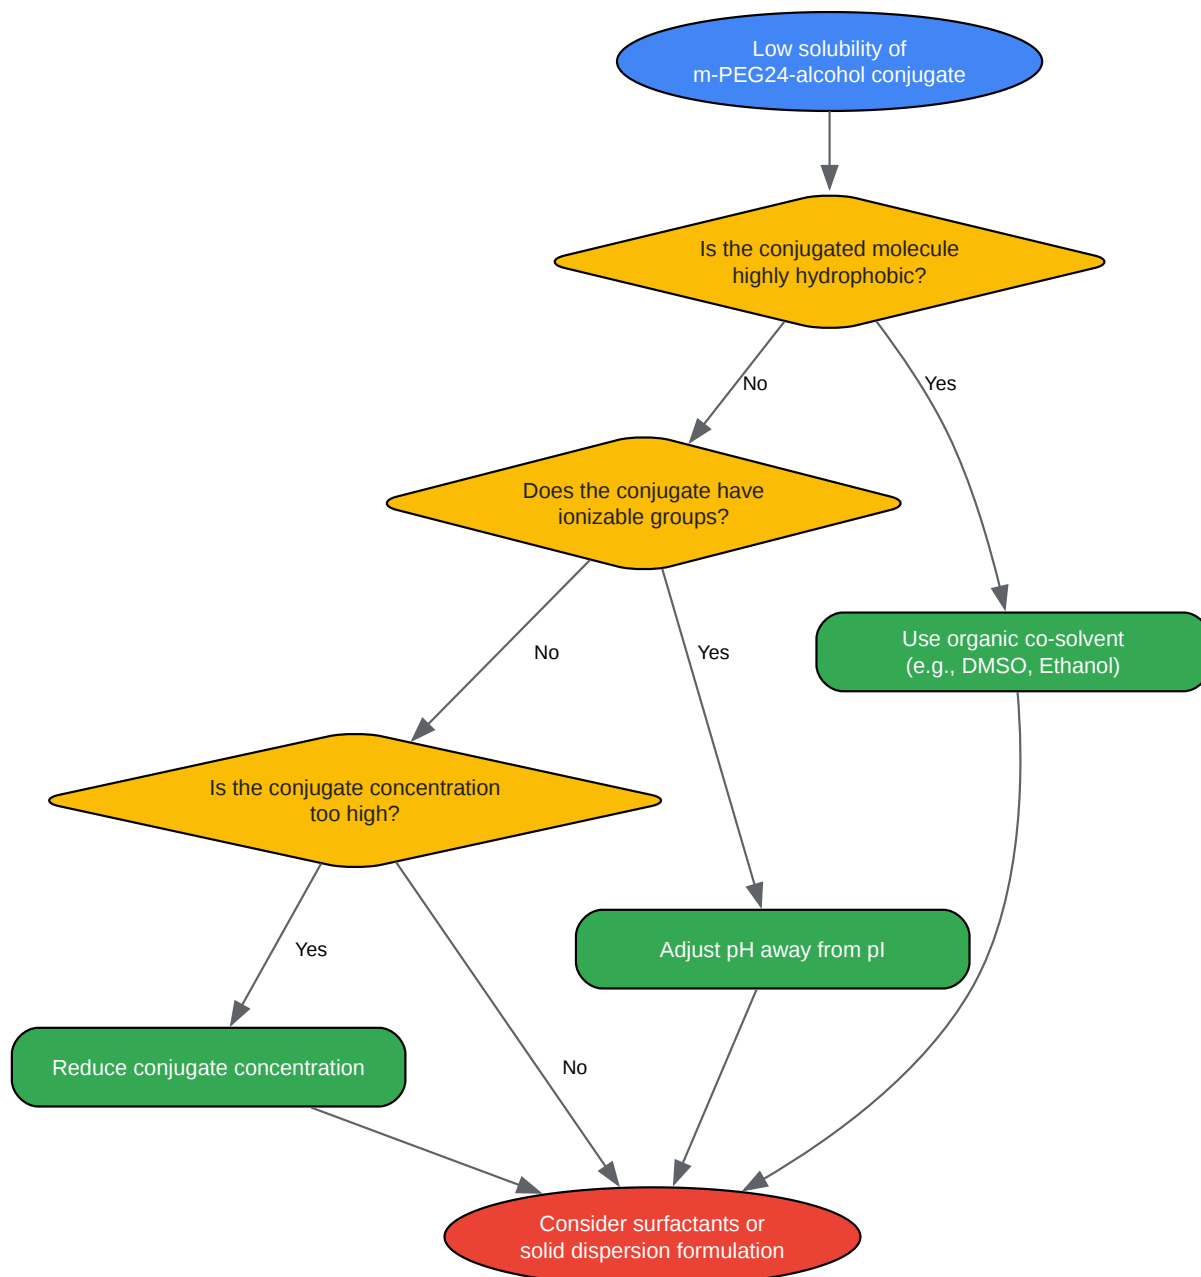 Low solubility of
m-PEG24-alcohol conjugate
Is the conjugated molecule
highly hydrophobic?
No
Yes
Does the conjugate have
ionizable groups?
No
Yes
Use organic co-solvent
(e.g., DMSO, Ethanol)
Is the conjugate concentration
too high?
Yes
No
Adjust pH away from pI
Reduce conjugate concentration
Consider surfactants or
solid dispersion formulation